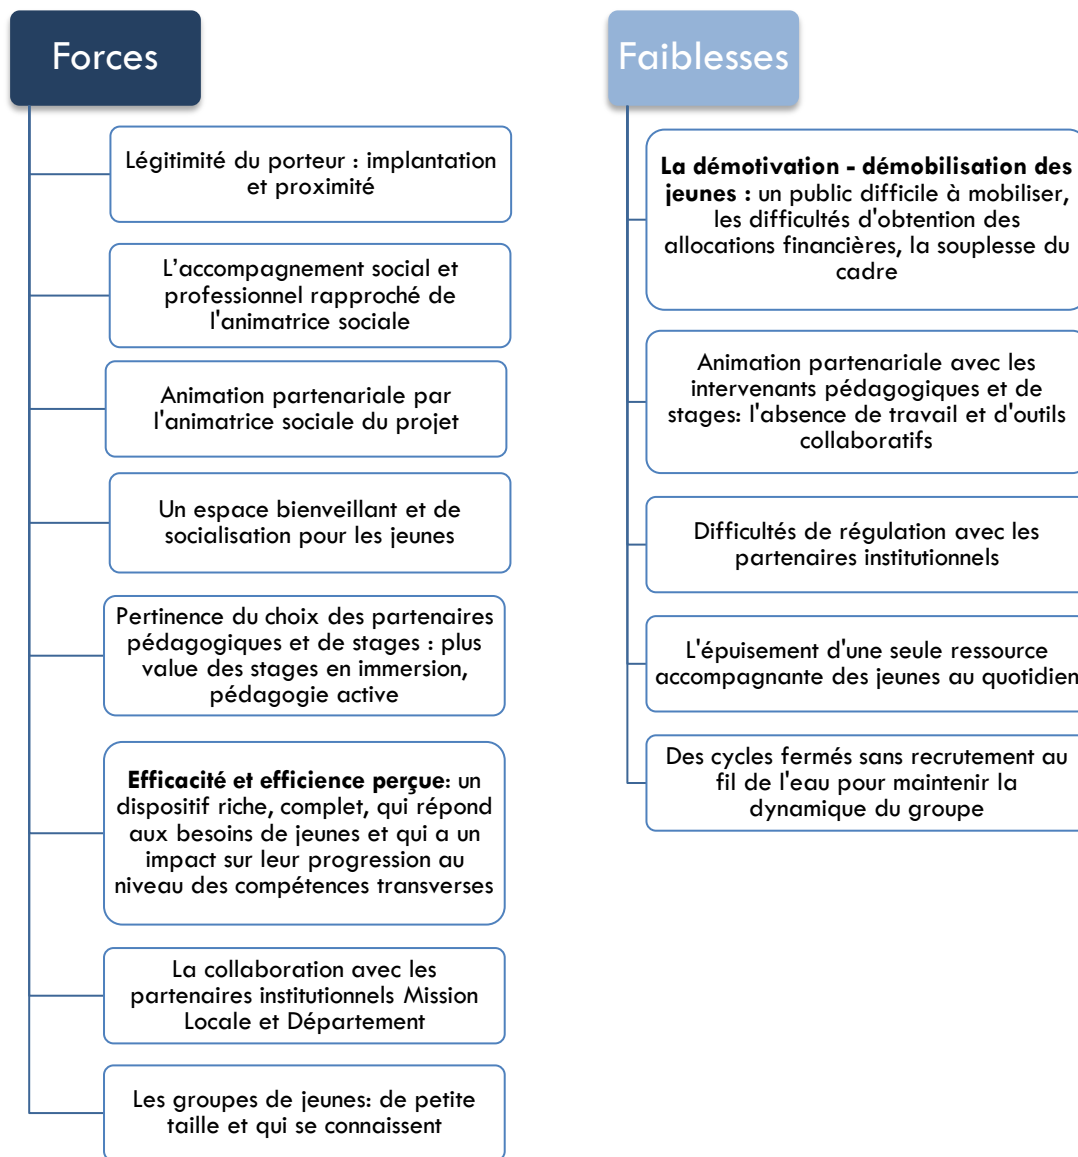 Forces
Légitimité du porteur : implantation
et proximité
L'accompagnement social et
professionnel rapproché de
l'animatrice sociale
Animation partenariale par
l'animatrice sociale du projet
Un espace bienveillant et de
socialisation pour les jeunes
Pertinence du choix des partenaires
pédagogiques et de stages : plus
value des stages en immersion,
pédagogie active
Efficacité et efficience perçue: un
dispositif riche, complet, qui répond
aux besoins de jeunes et qui a un
impact sur leur progression au
niveau des compétences transverses
La collaboration avec les
partenaires institutionnels Mission
Locale et Département
Les groupes de jeunes: de petite
taille et qui se connaissent
Faiblesses
La démotivation - démobilisation des
jeunes : un public difficile à mobiliser,
les difficultés d'obtention des
allocations financières, la souplesse du
cadre
Animation partenariale avec les
intervenants pédagogiques et de
stages: l'absence de travail et d'outils
collaboratifs
Difficultés de régulation avec les
partenaires institutionnels
L'épuisement d'une seule ressource
accompagnante des jeunes au quotidien
Des cycles fermés sans recrutement au
fil de l'eau pour maintenir la
dynamique du groupe